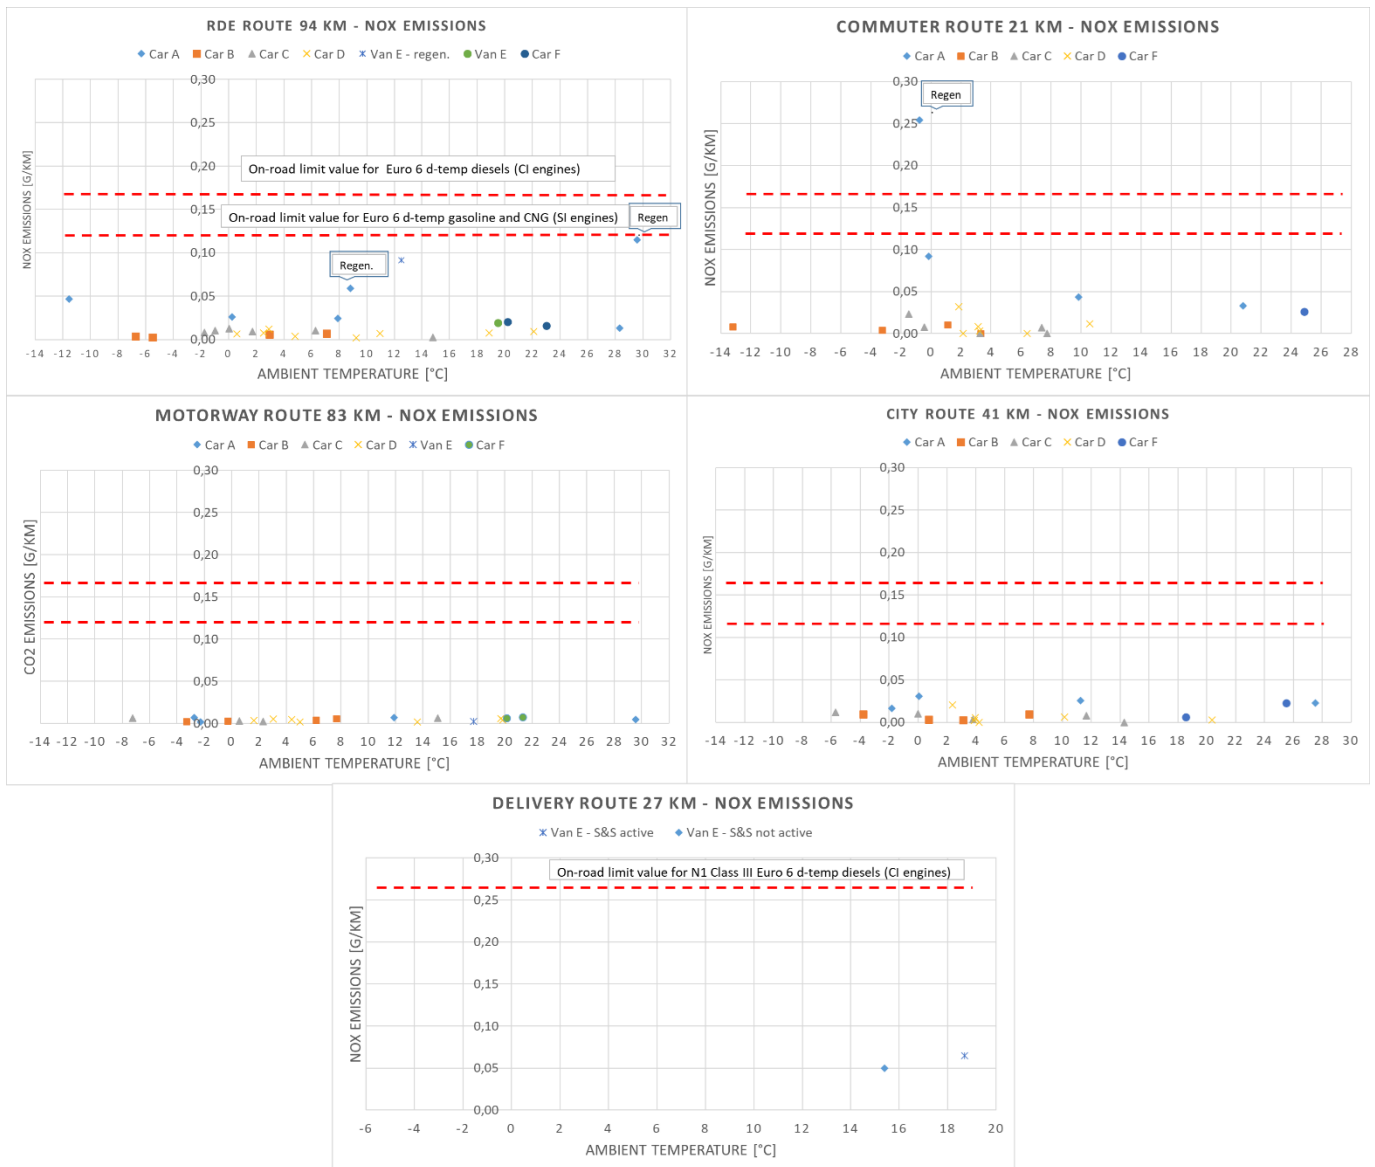 RDE ROUTE 94 KM - NOX EMISSIONS
Car A Car B Car C Car D Van E - regen. Van E Car F
0,30
0,25
0,20
0,15
0,10
0,05
0,00
NOX EMISSIONS [G/KM]
On-road limit value for Euro 6 d-temp diesels (CI engines)
On-road limit value for Euro 6 d-temp gasoline and CNG (SI engines)
Regen
Regen.
-14 -12 -10 -8 -6 -4 -2 0 2 4 6 8 10 12 14 16 18 20 22 24 26 28 30 32
AMBIENT TEMPERATURE [°C]
COMMUTER ROUTE 21 KM - NOX EMISSIONS
Car A Car B Car C Car D Car F
0,30
0,25
0,20
0,15
0,10
0,05
0,00
NOX EMISSIONS [G/KM]
Regen
-14 -12 -10 -8 -6 -4 -2 0 2 4 6 8 10 12 14 16 18 20 22 24 26 28
AMBIENT TEMPERATURE [°C]
MOTORWAY ROUTE 83 KM - NOX EMISSIONS
Car A Car B Car C Car D Van E Car F
0,30
0,25
0,20
0,15
0,10
0,05
0,00
CO2 EMISSIONS [G/KM]
-14 -12 -10 -8 -6 -4 -2 0 2 4 6 8 10 12 14 16 18 20 22 24 26 28 30 32
AMBIENT TEMPERATURE [°C]
CITY ROUTE 41 KM - NOX EMISSIONS
Car A Car B Car C Car D Car F
0,30
0,25
0,20
0,15
0,10
0,05
0,00
NOX EMISSIONS [G/KM]
-14 -12 -10 -8 -6 -4 -2 0 2 4 6 8 10 12 14 16 18 20 22 24 26 28 30
AMBIENT TEMPERATURE [°C]
DELIVERY ROUTE 27 KM - NOX EMISSIONS
Van E - S&S active Van E - S&S not active
0,30
0,25
0,20
0,15
0,10
0,05
0,00
NOX EMISSIONS [G/KM]
On-road limit value for N1 Class III Euro 6 d-temp diesels (CI engines)
-6 -4 -2 0 2 4 6 8 10 12 14 16 18 20
AMBIENT TEMPERATURE [°C]